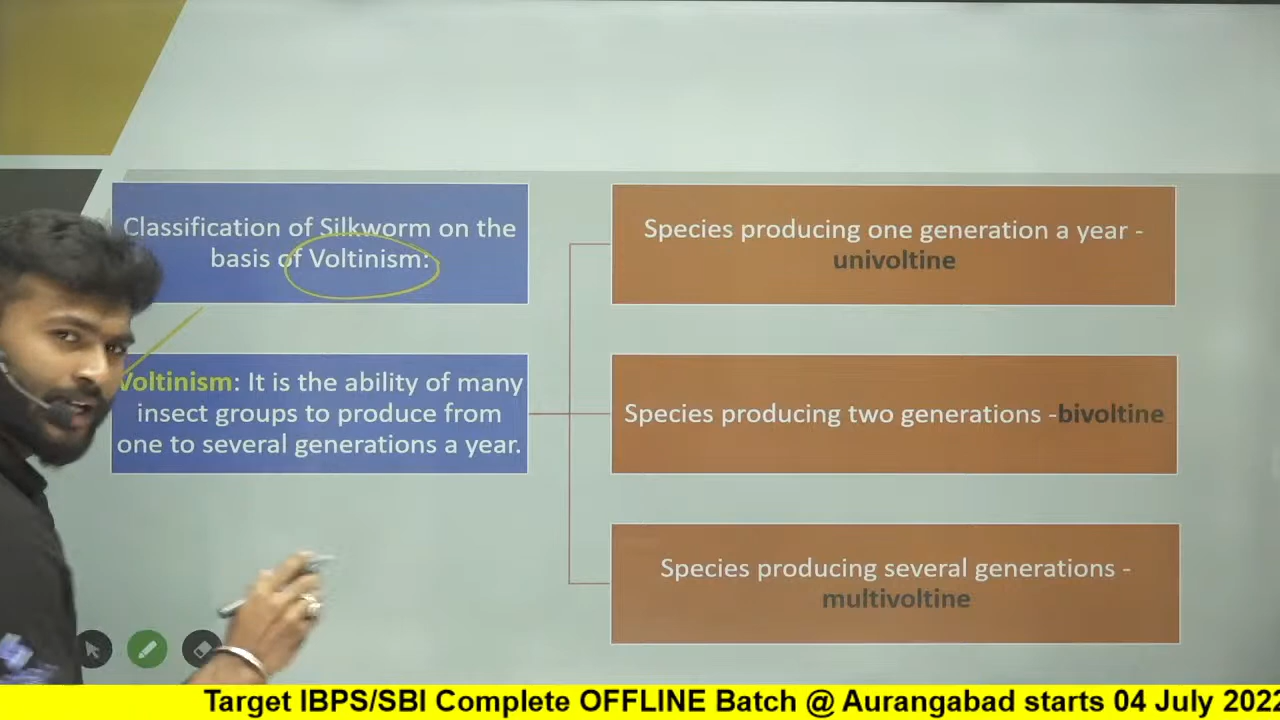 Classification of Silkworm on the
basis of Voltinism:
Voltinism: It is the ability of many
insect groups to produce from
one to several generations a year.
Species producing one generation a year -
univoltine
Species producing two generations -bivoltine
Species producing several generations -
multivoltine
Target IBPS/SBI Complete OFFLINE Batch @ Aurangabad starts 04 July 2022